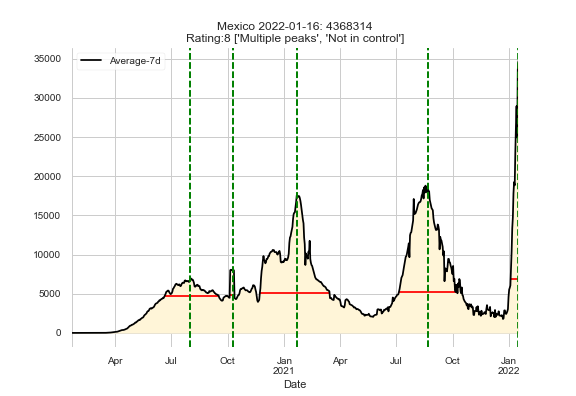 Mexico 2022-01-16: 4368314
Rating:8 ['Multiple peaks', 'Not in control']
Average-7d
35000
30000
25000
20000
15000
10000
5000
0
Apr Jul Oct Jan Apr Jul Oct Jan
2021 2022
Date